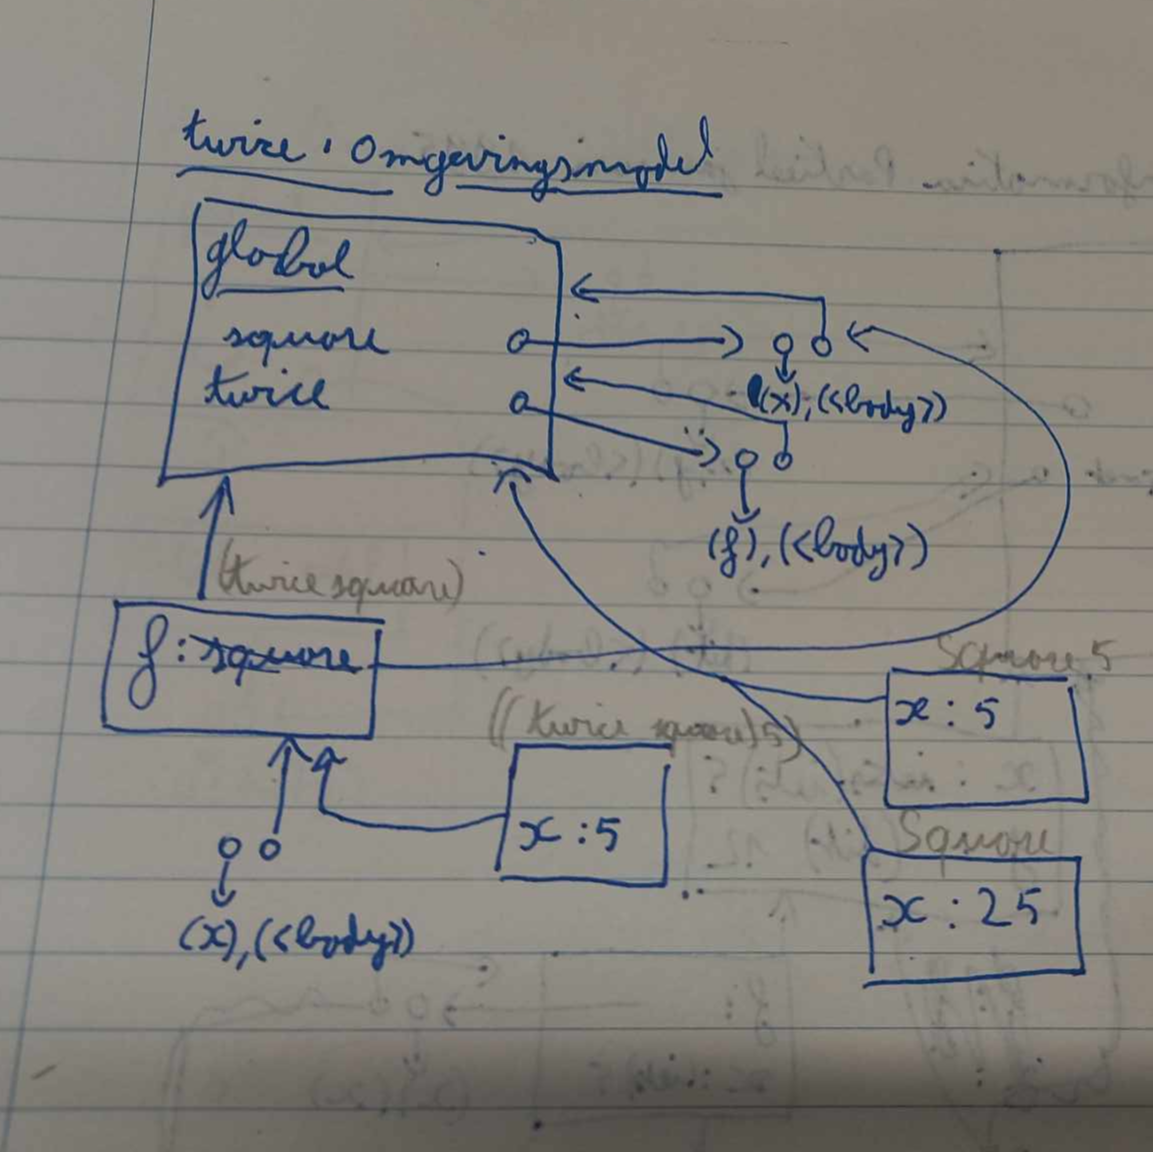 twice : Omgevingsmodel
global
square
twice
(x), (<body>)
(f), (<body>)
(twice square)
f : square
Square 5
x : 5
((twice square) 5)
x : 5
Square
x : 25
(x), (<body>)